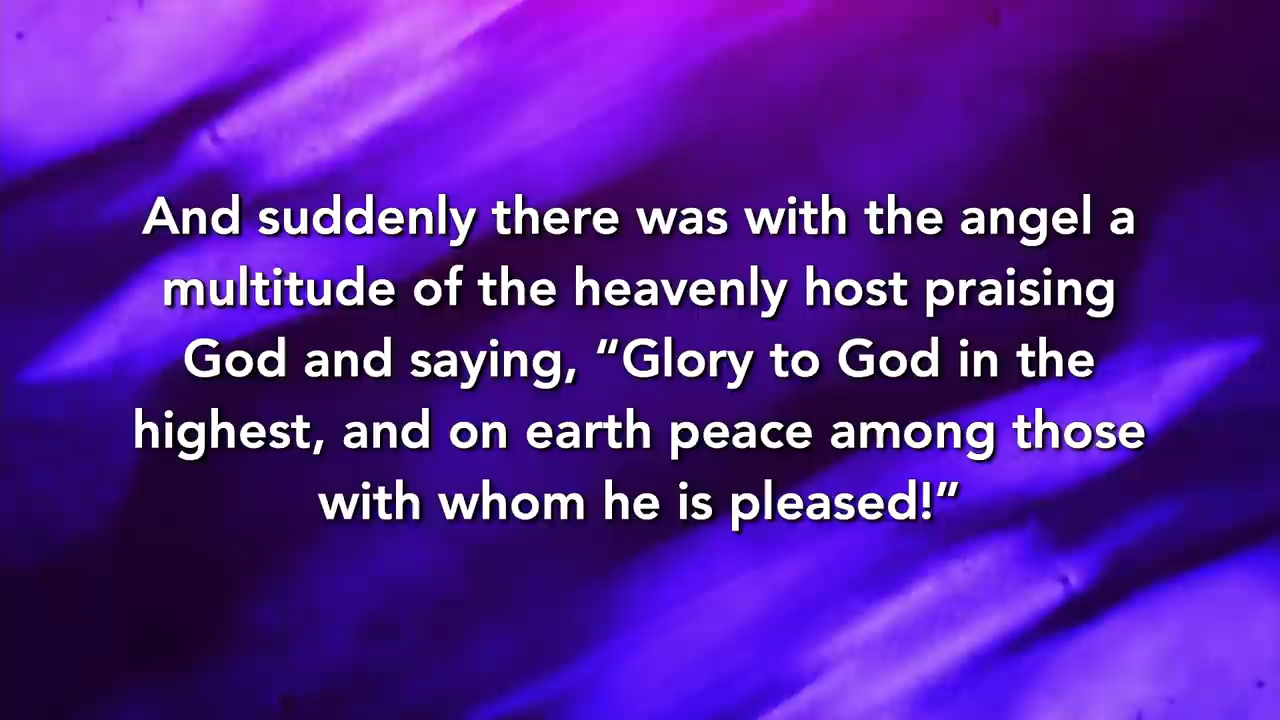 And suddenly there was with the angel a
multitude of the heavenly host praising
God and saying, “Glory to God in the
highest, and on earth peace among those
with whom he is pleased!”